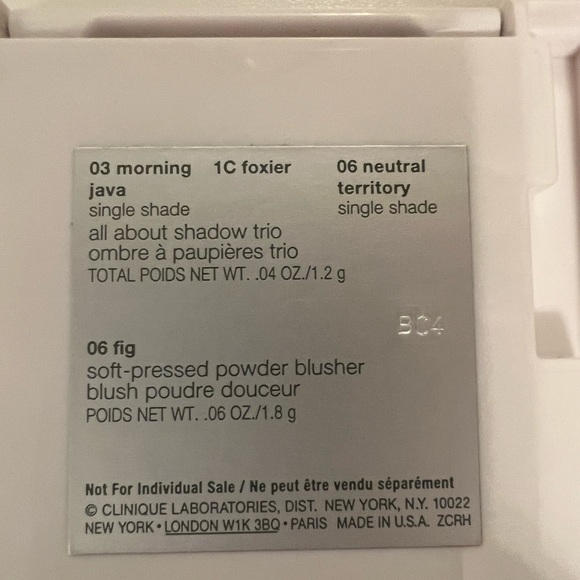 03 morning 1C foxier 06 neutral
java territory
single shade single shade
all about shadow trio
ombre à paupières trio
TOTAL POIDS NET WT. .04 OZ./1.2 g
BC4
06 fig
soft-pressed powder blusher
blush poudre douceur
POIDS NET WT. .06 OZ./1.8 g
Not For Individual Sale / Ne peut être vendu séparément
© CLINIQUE LABORATORIES, DIST. NEW YORK, N.Y. 10022
NEW YORK • LONDON W1K 3BQ • PARIS MADE IN U.S.A. ZCRH